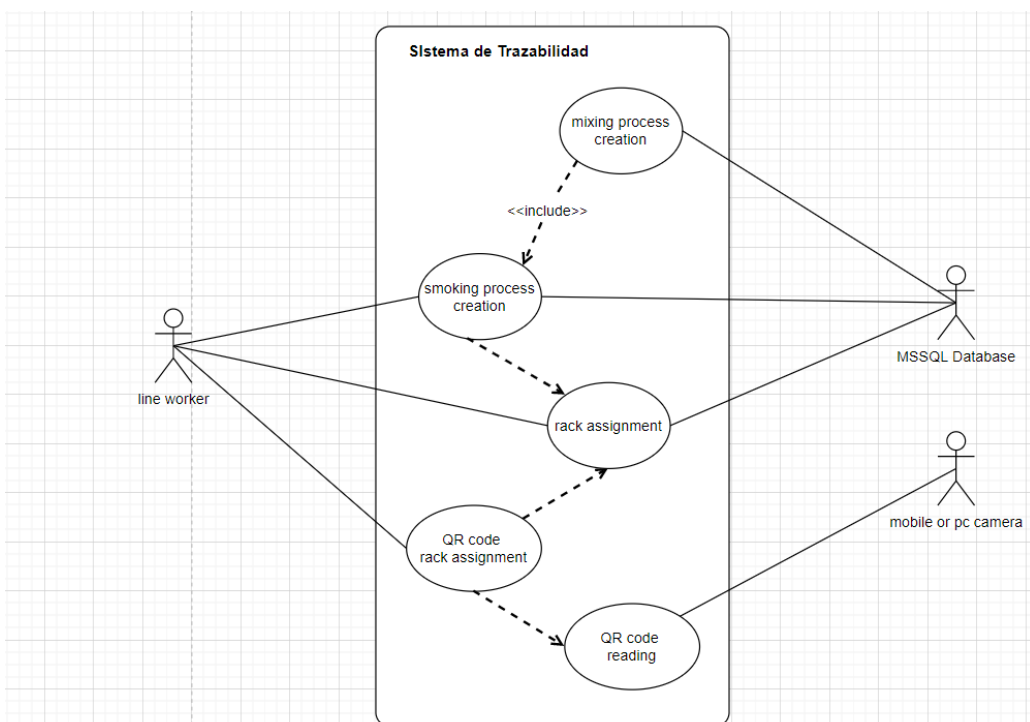 SIstema de Trazabilidad
mixing process
creation
<<include>>
smoking process
creation
line worker
MSSQL Database
rack assignment
QR code
rack assignment
mobile or pc camera
QR code
reading